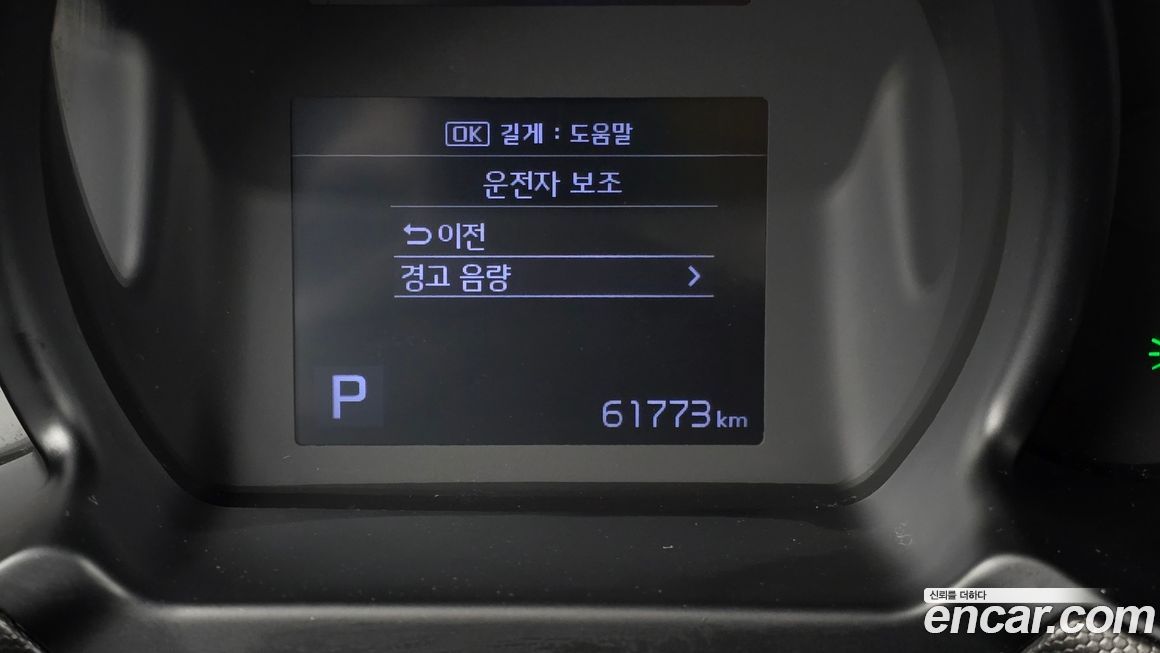 OK 길게 : 도움말
운전자 보조
이전
경고 음량
P
61773 km
신뢰를 더하다
encar.com